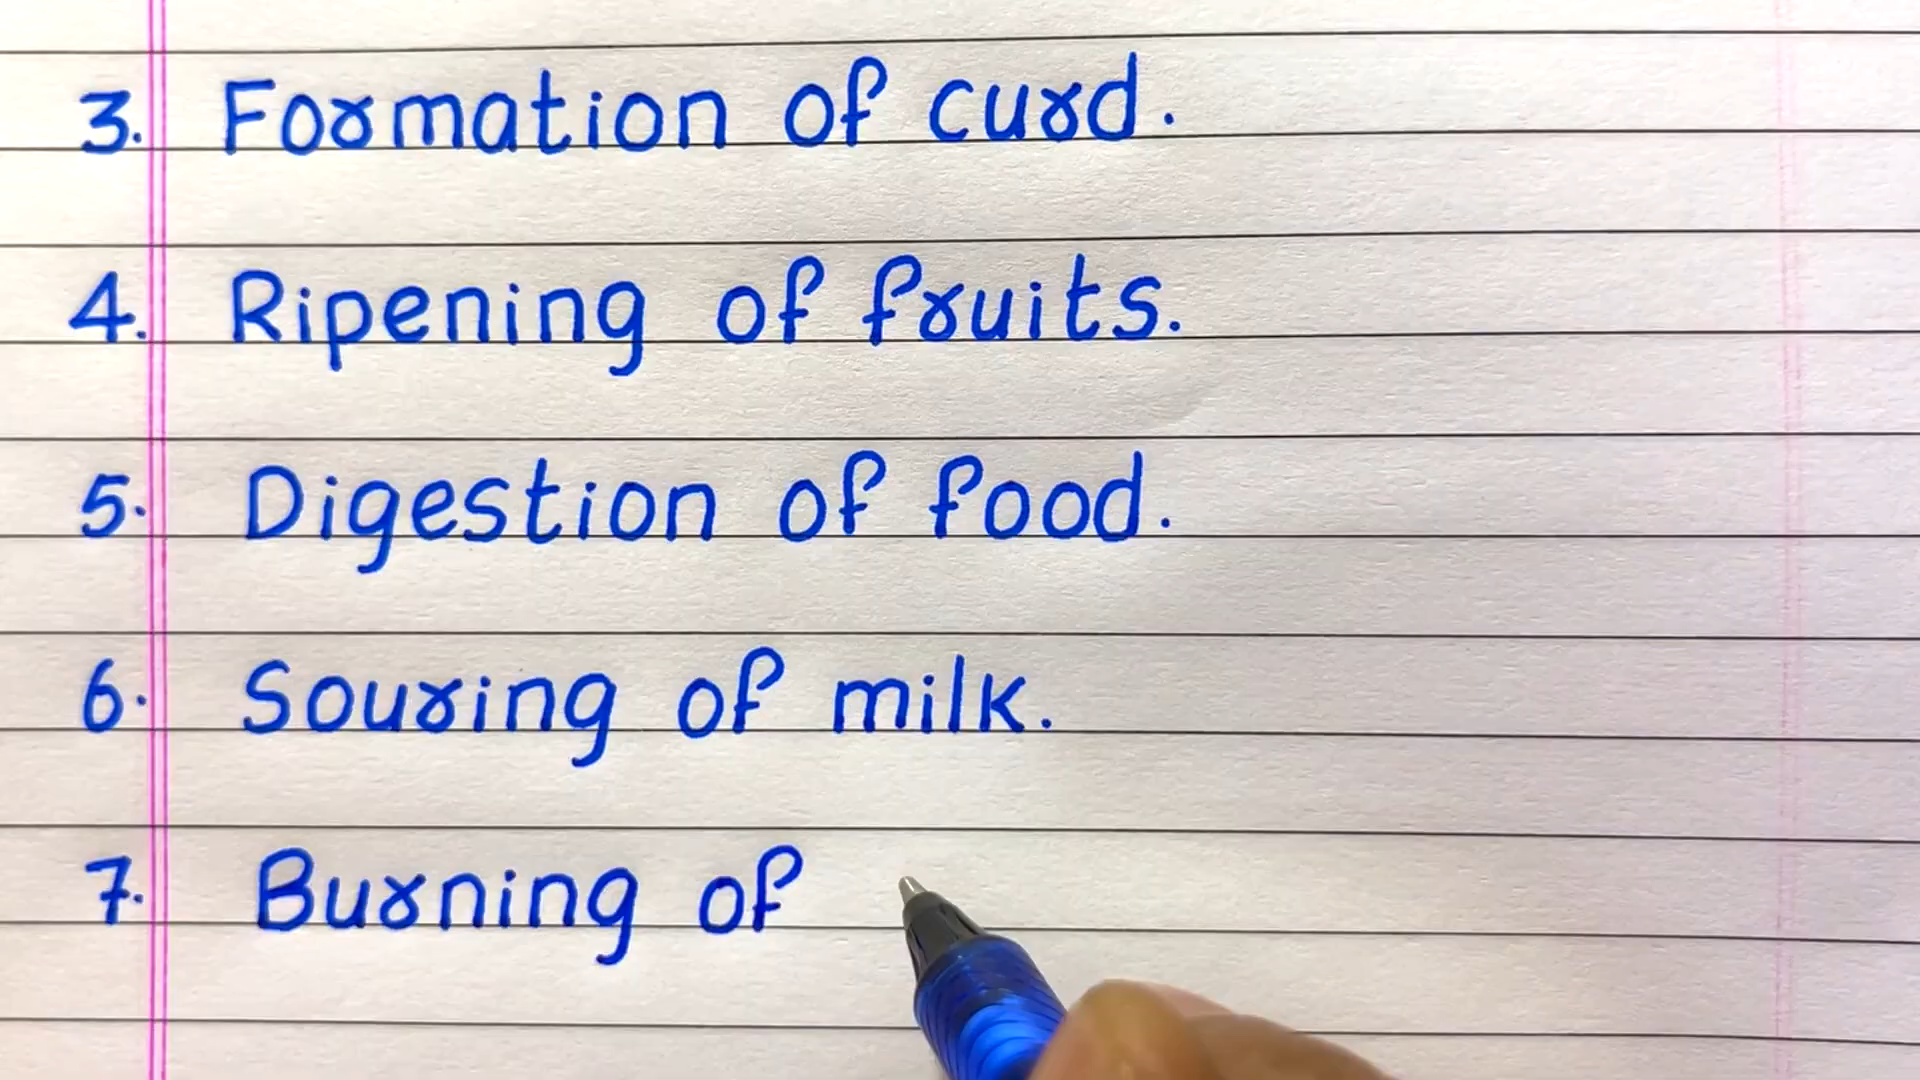 3. Formation of curd.
4. Ripening of fruits.
5. Digestion of food.
6. Souring of milk.
7. Burning of